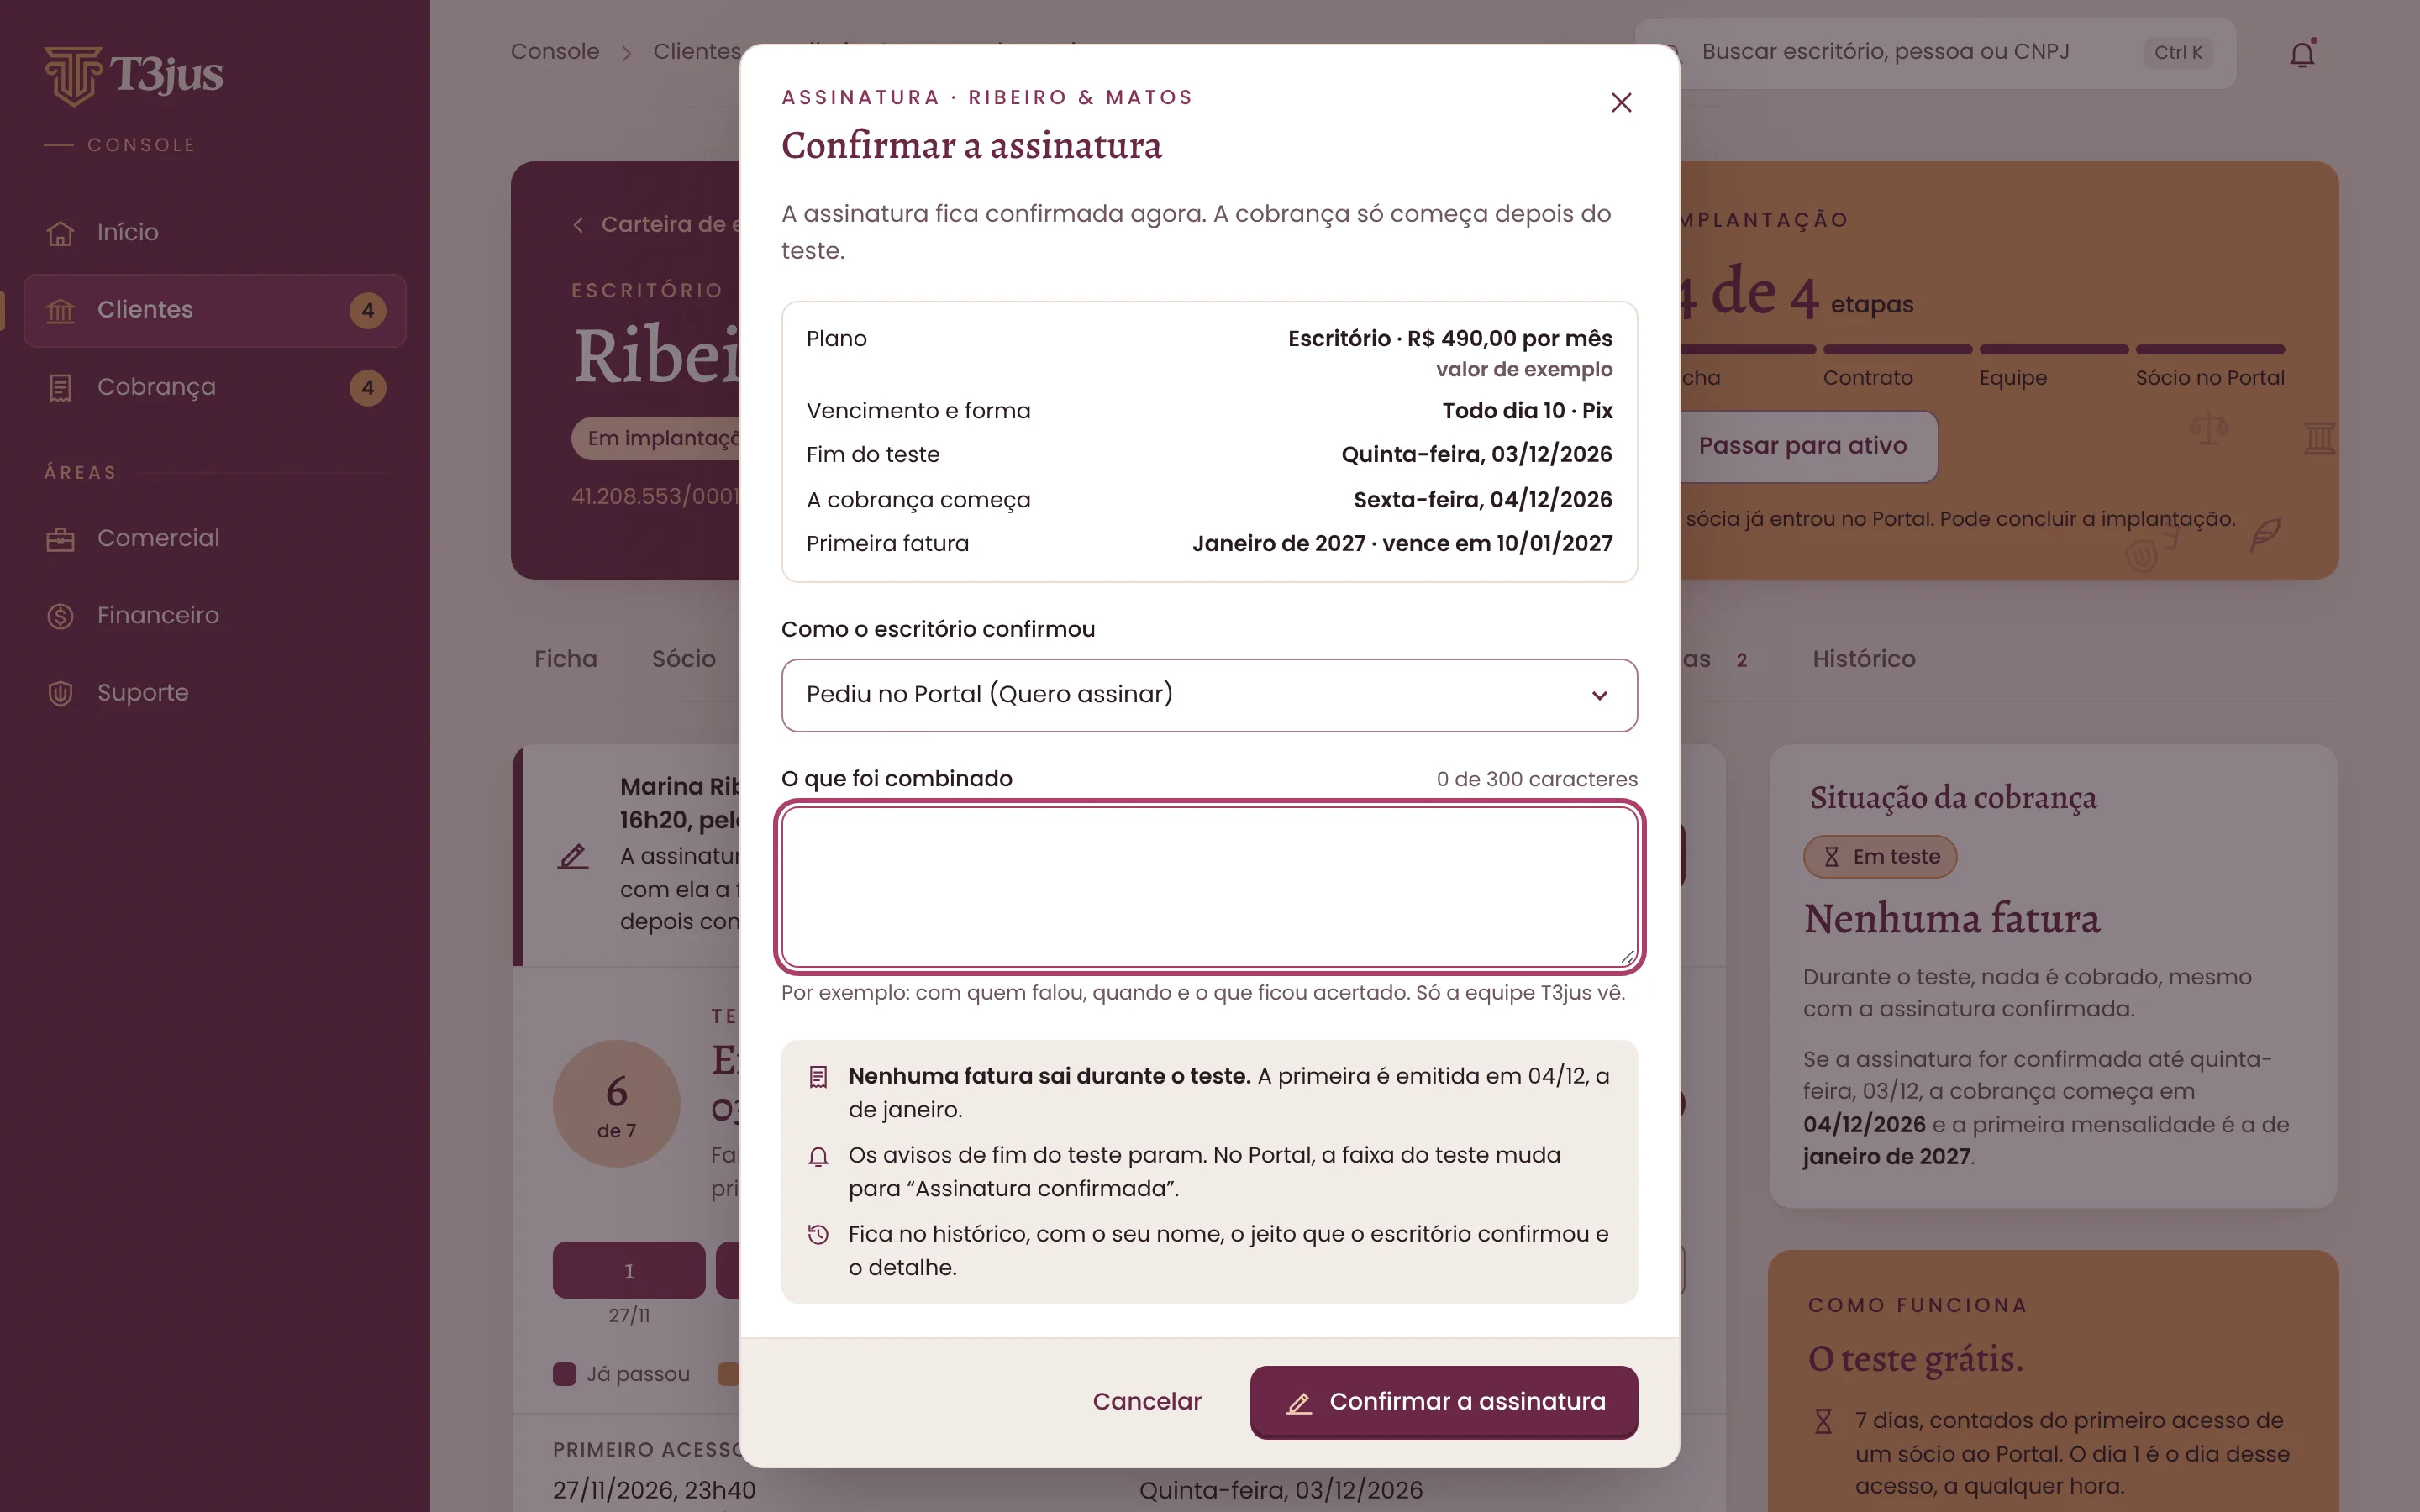 T3jus
CONSOLE
Início
Clientes 4
Cobrança 4
ÁREAS
Comercial
Financeiro
Suporte
Console > Clientes
Buscar escritório, pessoa ou CNPJ Ctrl K
Carteira de
ESCRITÓRIO
Em
41.208.553/0001
Ficha Sócio
Marina
16h20,
A
com ela a
depois
6
de 7
1
27/11
Já passou
PRIMEIRO ACESSO
27/11/2026, 23h40
Quinta-feira, 03/12/2026
ASSINATURA · RIBEIRO & MATOS
Confirmar a assinatura
A assinatura fica confirmada agora. A cobrança só começa depois do
teste.
Plano Escritório · R$ 490,00 por mês
valor de exemplo
Vencimento e forma Todo dia 10 · Pix
Fim do teste Quinta-feira, 03/12/2026
A cobrança começa Sexta-feira, 04/12/2026
Primeira fatura Janeiro de 2027 · vence em 10/01/2027
Como o escritório confirmou
Pediu no Portal (Quero assinar)
O que foi combinado 0 de 300 caracteres
Por exemplo: com quem falou, quando e o que ficou acertado. Só a equipe T3jus vê.
Nenhuma fatura sai durante o teste. A primeira é emitida em 04/12, a
de janeiro.
Os avisos de fim do teste param. No Portal, a faixa do teste muda
para “Assinatura confirmada”.
Fica no histórico, com o seu nome, o jeito que o escritório confirmou e
o detalhe.
Cancelar Confirmar a assinatura
4 de 4 etapas
Contrato Equipe Sócio no Portal
Passar para ativo
sócia já entrou no Portal. Pode concluir a implantação.
2 Histórico
Situação da cobrança
Em teste
Nenhuma fatura
Durante o teste, nada é cobrado, mesmo
com a assinatura confirmada.
Se a assinatura for confirmada até quinta-
feira, 03/12, a cobrança começa em
04/12/2026 e a primeira mensalidade é a de
janeiro de 2027.
COMO FUNCIONA
O teste grátis.
7 dias, contados do primeiro acesso de
um sócio ao Portal. O dia 1 é o dia desse
acesso, a qualquer hora.